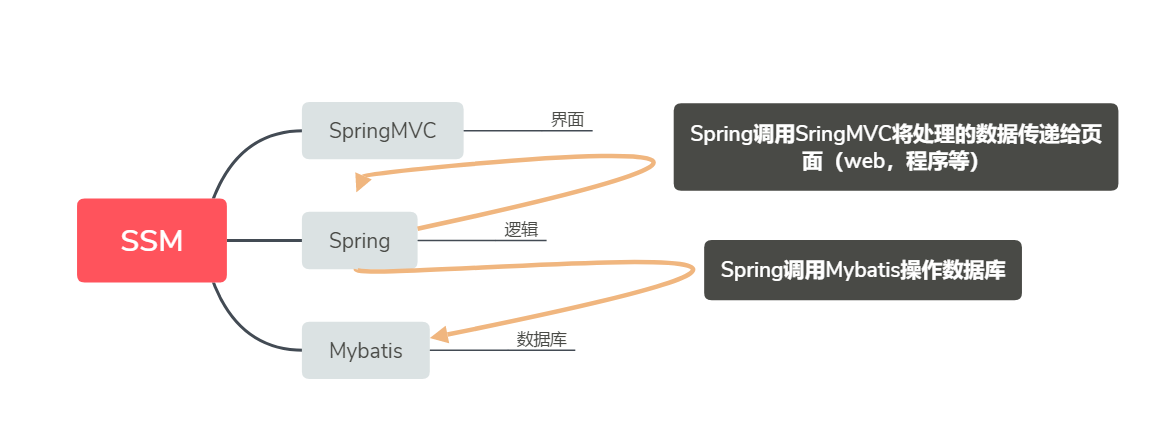 SpringMVC
界面
Spring调用SringMVC将处理的数据传递给页
面（web，程序等）
SSM
Spring
逻辑
Spring调用Mybatis操作数据库
Mybatis
数据库